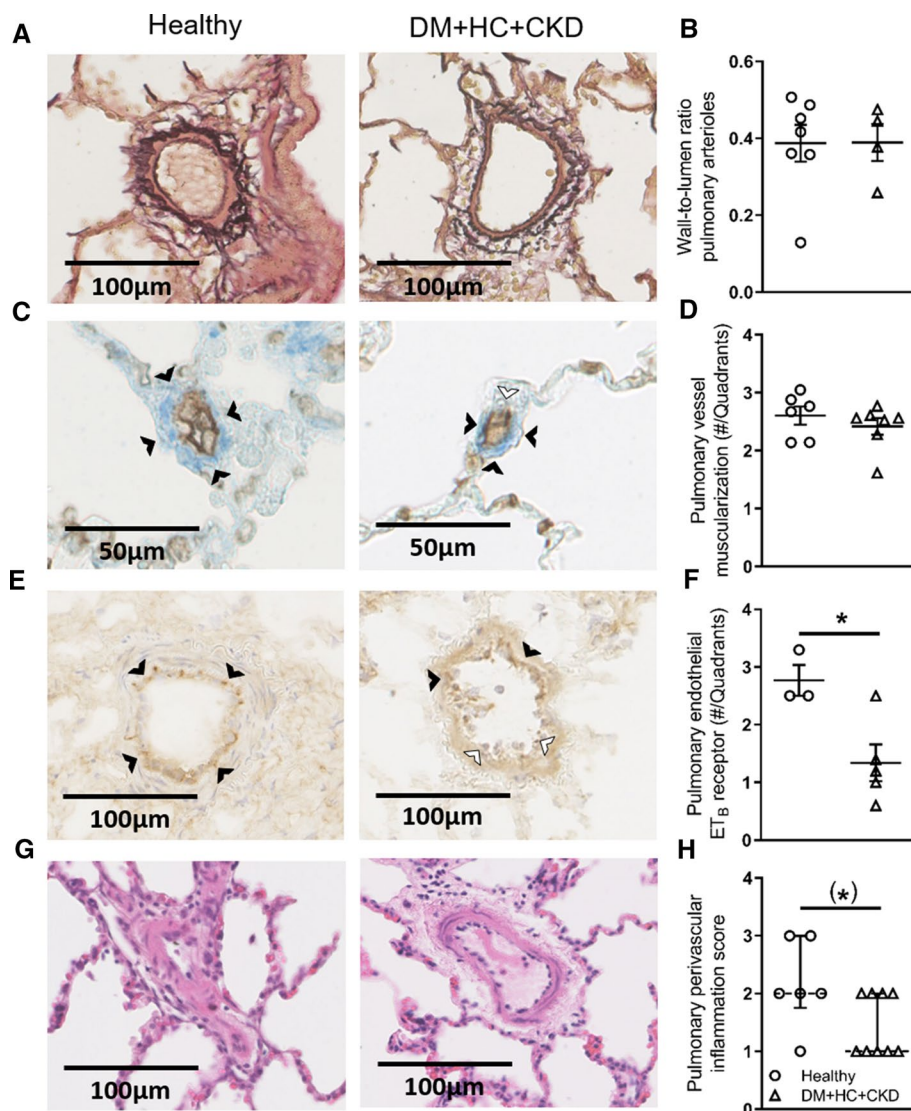 Healthy
DM+HC+CKD
A
100µm
100µm
B
0.6
0.4
0.2
0.0
Wall-to-lumen ratio
pulmonary arterioles
C
50µm
50µm
D
4
3
2
1
0
Pulmonary vessel
muscularization (#/Quadrants)
E
100µm
100µm
F
4
3
2
1
0
Pulmonary endothelial
ET_B receptor (#/Quadrants)
*
G
100µm
100µm
H
4
3
2
1
0
Pulmonary perivascular
inflammation score
(*)
Healthy
DM+HC+CKD